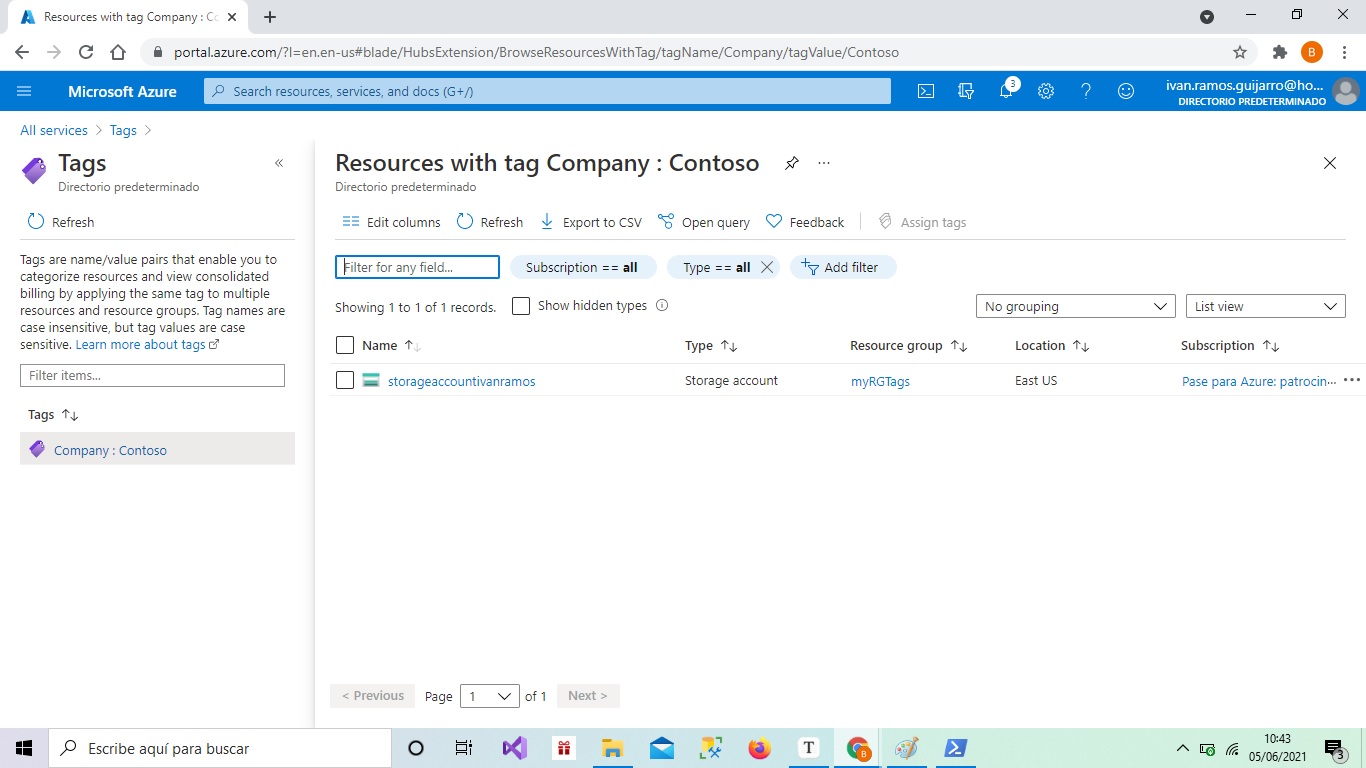 Resources with tag Company : Co
portal.azure.com/?l=en.en-us#blade/HubsExtension/BrowseResourcesWithTag/tagName/Company/tagValue/Contoso
B
Microsoft Azure
Search resources, services, and docs (G+/)
3
ivan.ramos.guijarro@ho...
DIRECTORIO PREDETERMINADO
All services > Tags >
Tags
Directorio predeterminado
Refresh
Tags are name/value pairs that enable you to
categorize resources and view consolidated
billing by applying the same tag to multiple
resources and resource groups. Tag names are
case insensitive, but tag values are case
sensitive. Learn more about tags
Filter items...
Tags
Company : Contoso
Resources with tag Company : Contoso
Directorio predeterminado
Edit columns Refresh Export to CSV Open query Feedback Assign tags
Filter for any field... Subscription == all Type == all Add filter
Showing 1 to 1 of 1 records. Show hidden types No grouping List view
Name Type Resource group Location Subscription
storageaccountivanramos Storage account myRGTags East US Pase para Azure: patrocin...
< Previous Page 1 of 1 Next >
Escribe aquí para buscar
T
B
10:43
05/06/2021
3